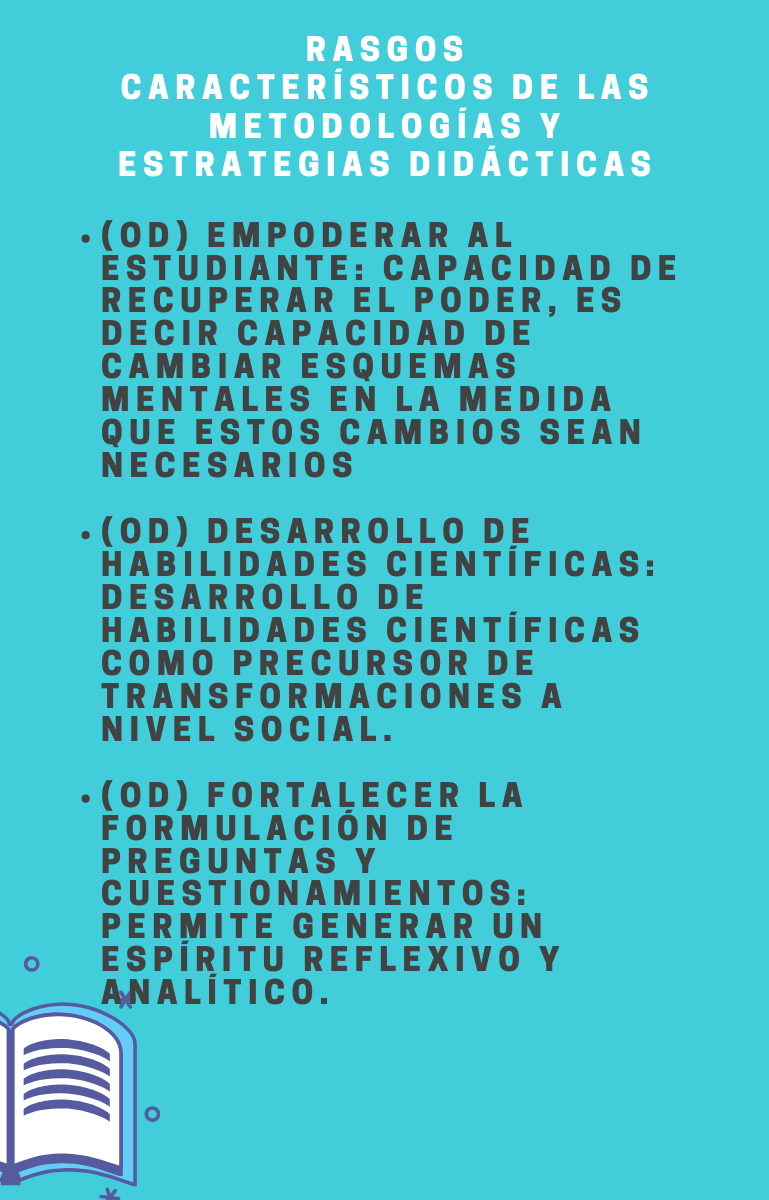 RASGOS
CARACTERÍSTICOS DE LAS
METODOLOGÍAS Y
ESTRATEGIAS DIDÁCTICAS
• (OD) EMPODERAR AL
ESTUDIANTE: CAPACIDAD DE
RECUPERAR EL PODER, ES
DECIR CAPACIDAD DE
CAMBIAR ESQUEMAS
MENTALES EN LA MEDIDA
QUE ESTOS CAMBIOS SEAN
NECESARIOS
• (OD) DESARROLLO DE
HABILIDADES CIENTÍFICAS:
DESARROLLO DE
HABILIDADES CIENTÍFICAS
COMO PRECURSOR DE
TRANSFORMACIONES A
NIVEL SOCIAL.
• (OD) FORTALECER LA
FORMULACIÓN DE
PREGUNTAS Y
CUESTIONAMIENTOS:
PERMITE GENERAR UN
ESPÍRITU REFLEXIVO Y
ANALÍTICO.